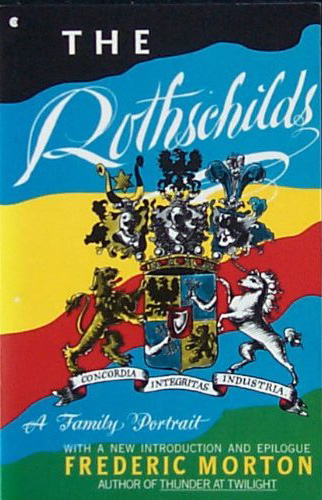 THE
Rothschilds
CONCORDIA INTEGRITAS INDUSTRIA.
A Family Portrait
WITH A NEW INTRODUCTION AND EPILOGUE
FREDERIC MORTON
AUTHOR OF THUNDER AT TWILIGHT